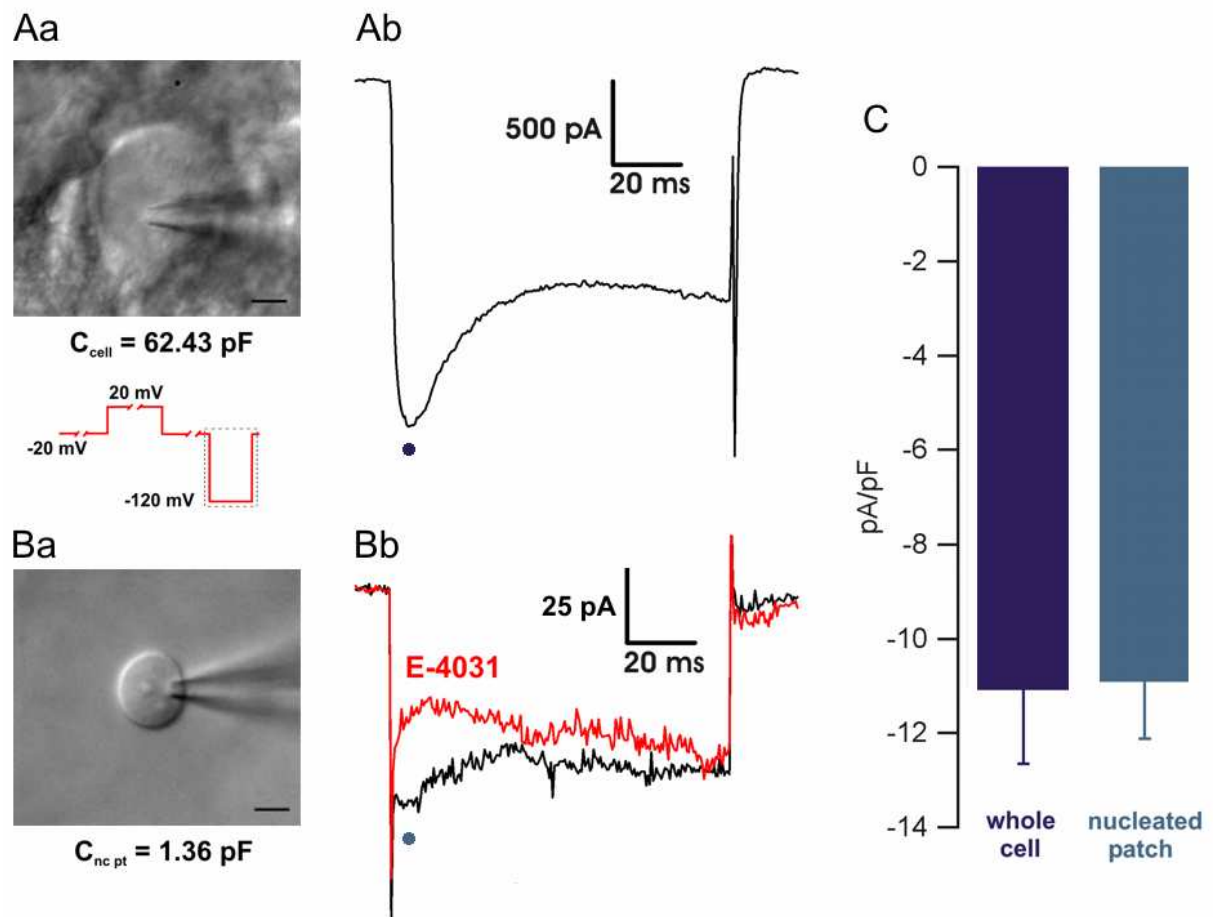 Aa
C cell = 62.43 pF
20 mV
-20 mV
-120 mV
Ab
500 pA
20 ms
Ba
C nc pt = 1.36 pF
Bb
25 pA
20 ms
E-4031
C
0
-2
-4
-6
-8
-10
-12
-14
pA/pF
whole
cell
nucleated
patch